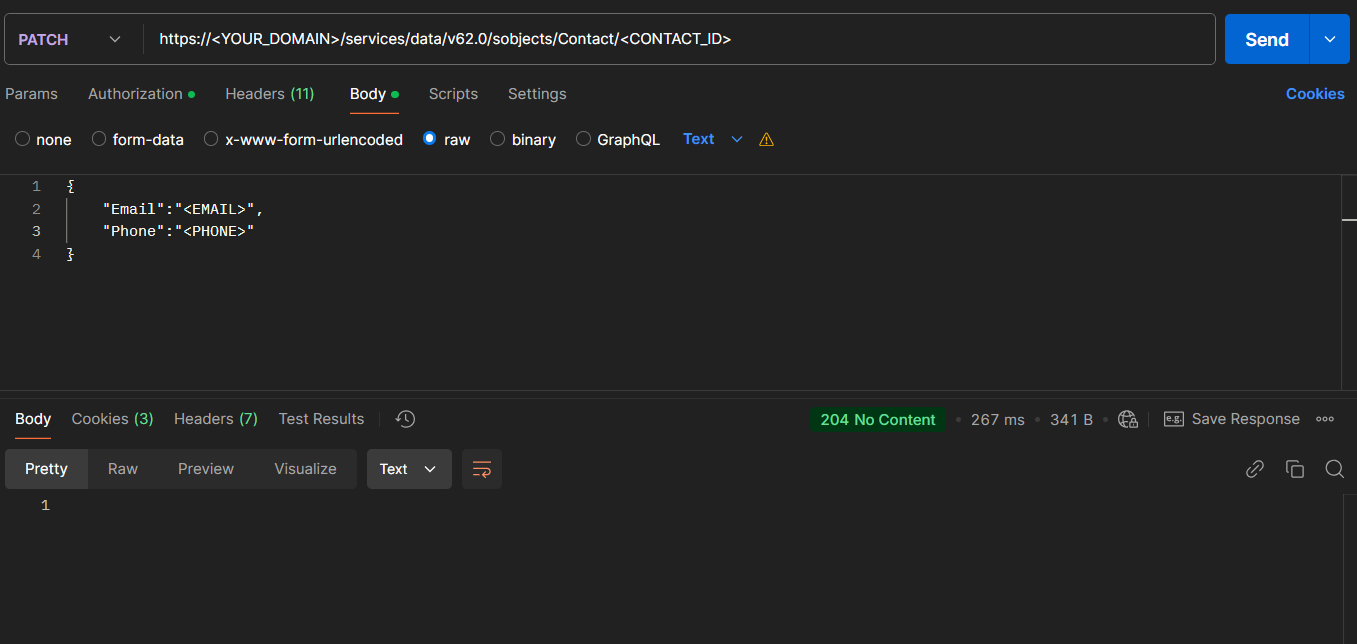 PATCH https://<YOUR_DOMAIN>/services/data/v62.0/sobjects/Contact/<CONTACT_ID> Send
Params Authorization Headers (11) Body Scripts Settings Cookies
none form-data x-www-form-urlencoded raw binary GraphQL Text
1 {
2 "Email":"<EMAIL>",
3 "Phone":"<PHONE>"
4 }
Body Cookies (3) Headers (7) Test Results 204 No Content 267 ms 341 B e.g. Save Response
Pretty Raw Preview Visualize Text
1